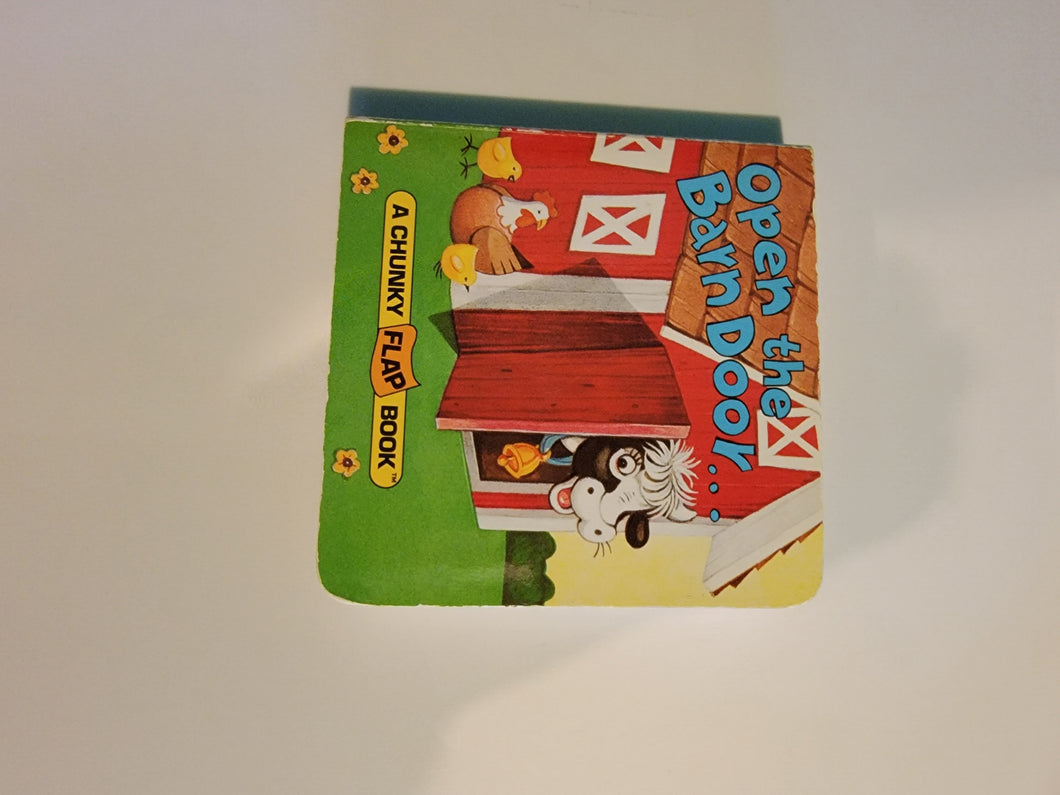 Open the
Barn Door...
A CHUNKY FLAP BOOK™